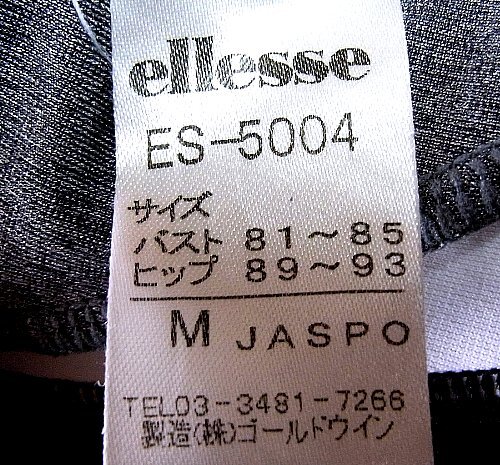 ellesse
ES-5004
サイズ
バスト 81～85
ヒップ 89～93
M JASPO
TEL03-3481-7266
製造(株)ゴールドウイン